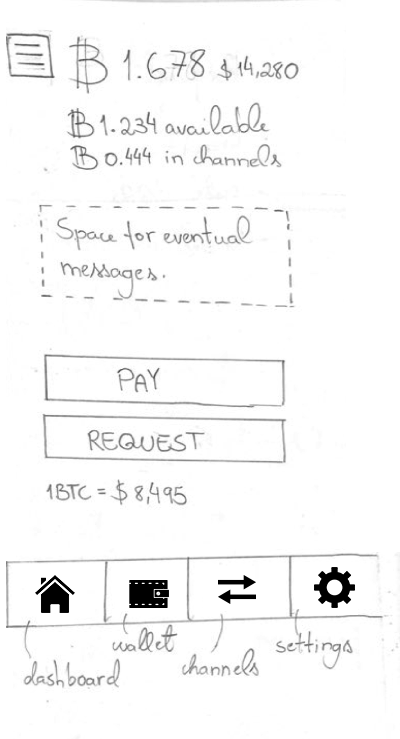 ₿ 1.678 $14,280
₿ 1.234 available
₿ 0.444 in channels
Space for eventual
messages.
PAY
REQUEST
1BTC = $ 8,495
dashboard
wallet
channels
settings